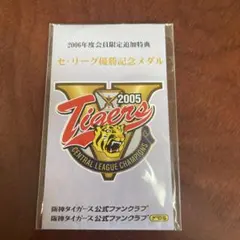 2006年度会員限定追加特典
セ・リーグ優勝記念メダル
2005
Tigers
CENTRAL LEAGUE CHAMPIONS
阪神タイガース公式ファンクラブ
阪神タイガース公式ファンクラブ